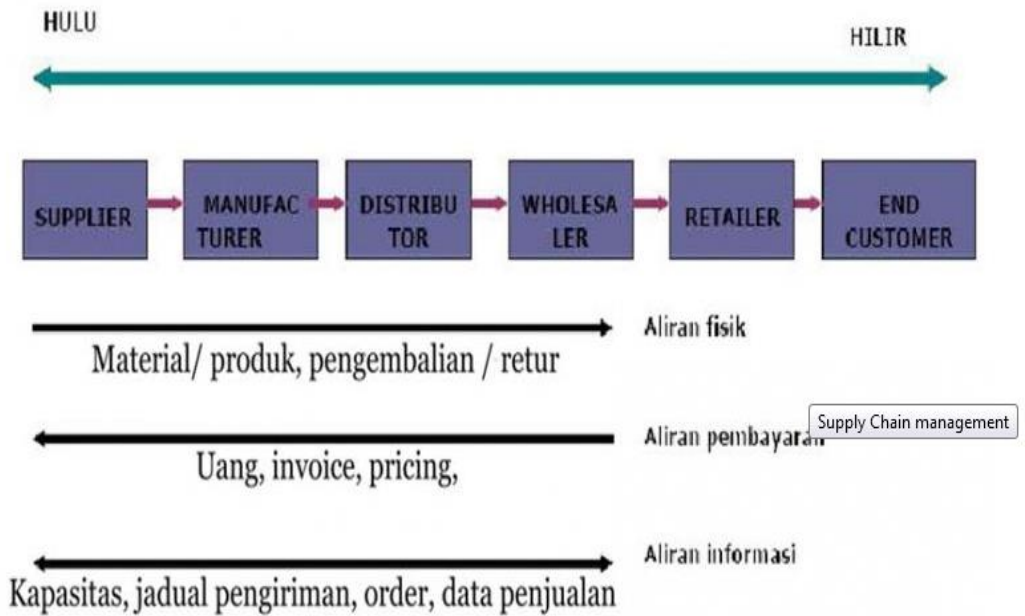 HULU
HILIR
SUPPLIER
MANUFAC
TURER
DISTRIBU
TOR
WHOLESA
LER
RETAILER
END
CUSTOMER
Aliran fisik
Material/ produk, pengembalian / retur
Supply Chain management
Aliran pembayaran
Uang, invoice, pricing,
Aliran informasi
Kapasitas, jadual pengiriman, order, data penjualan